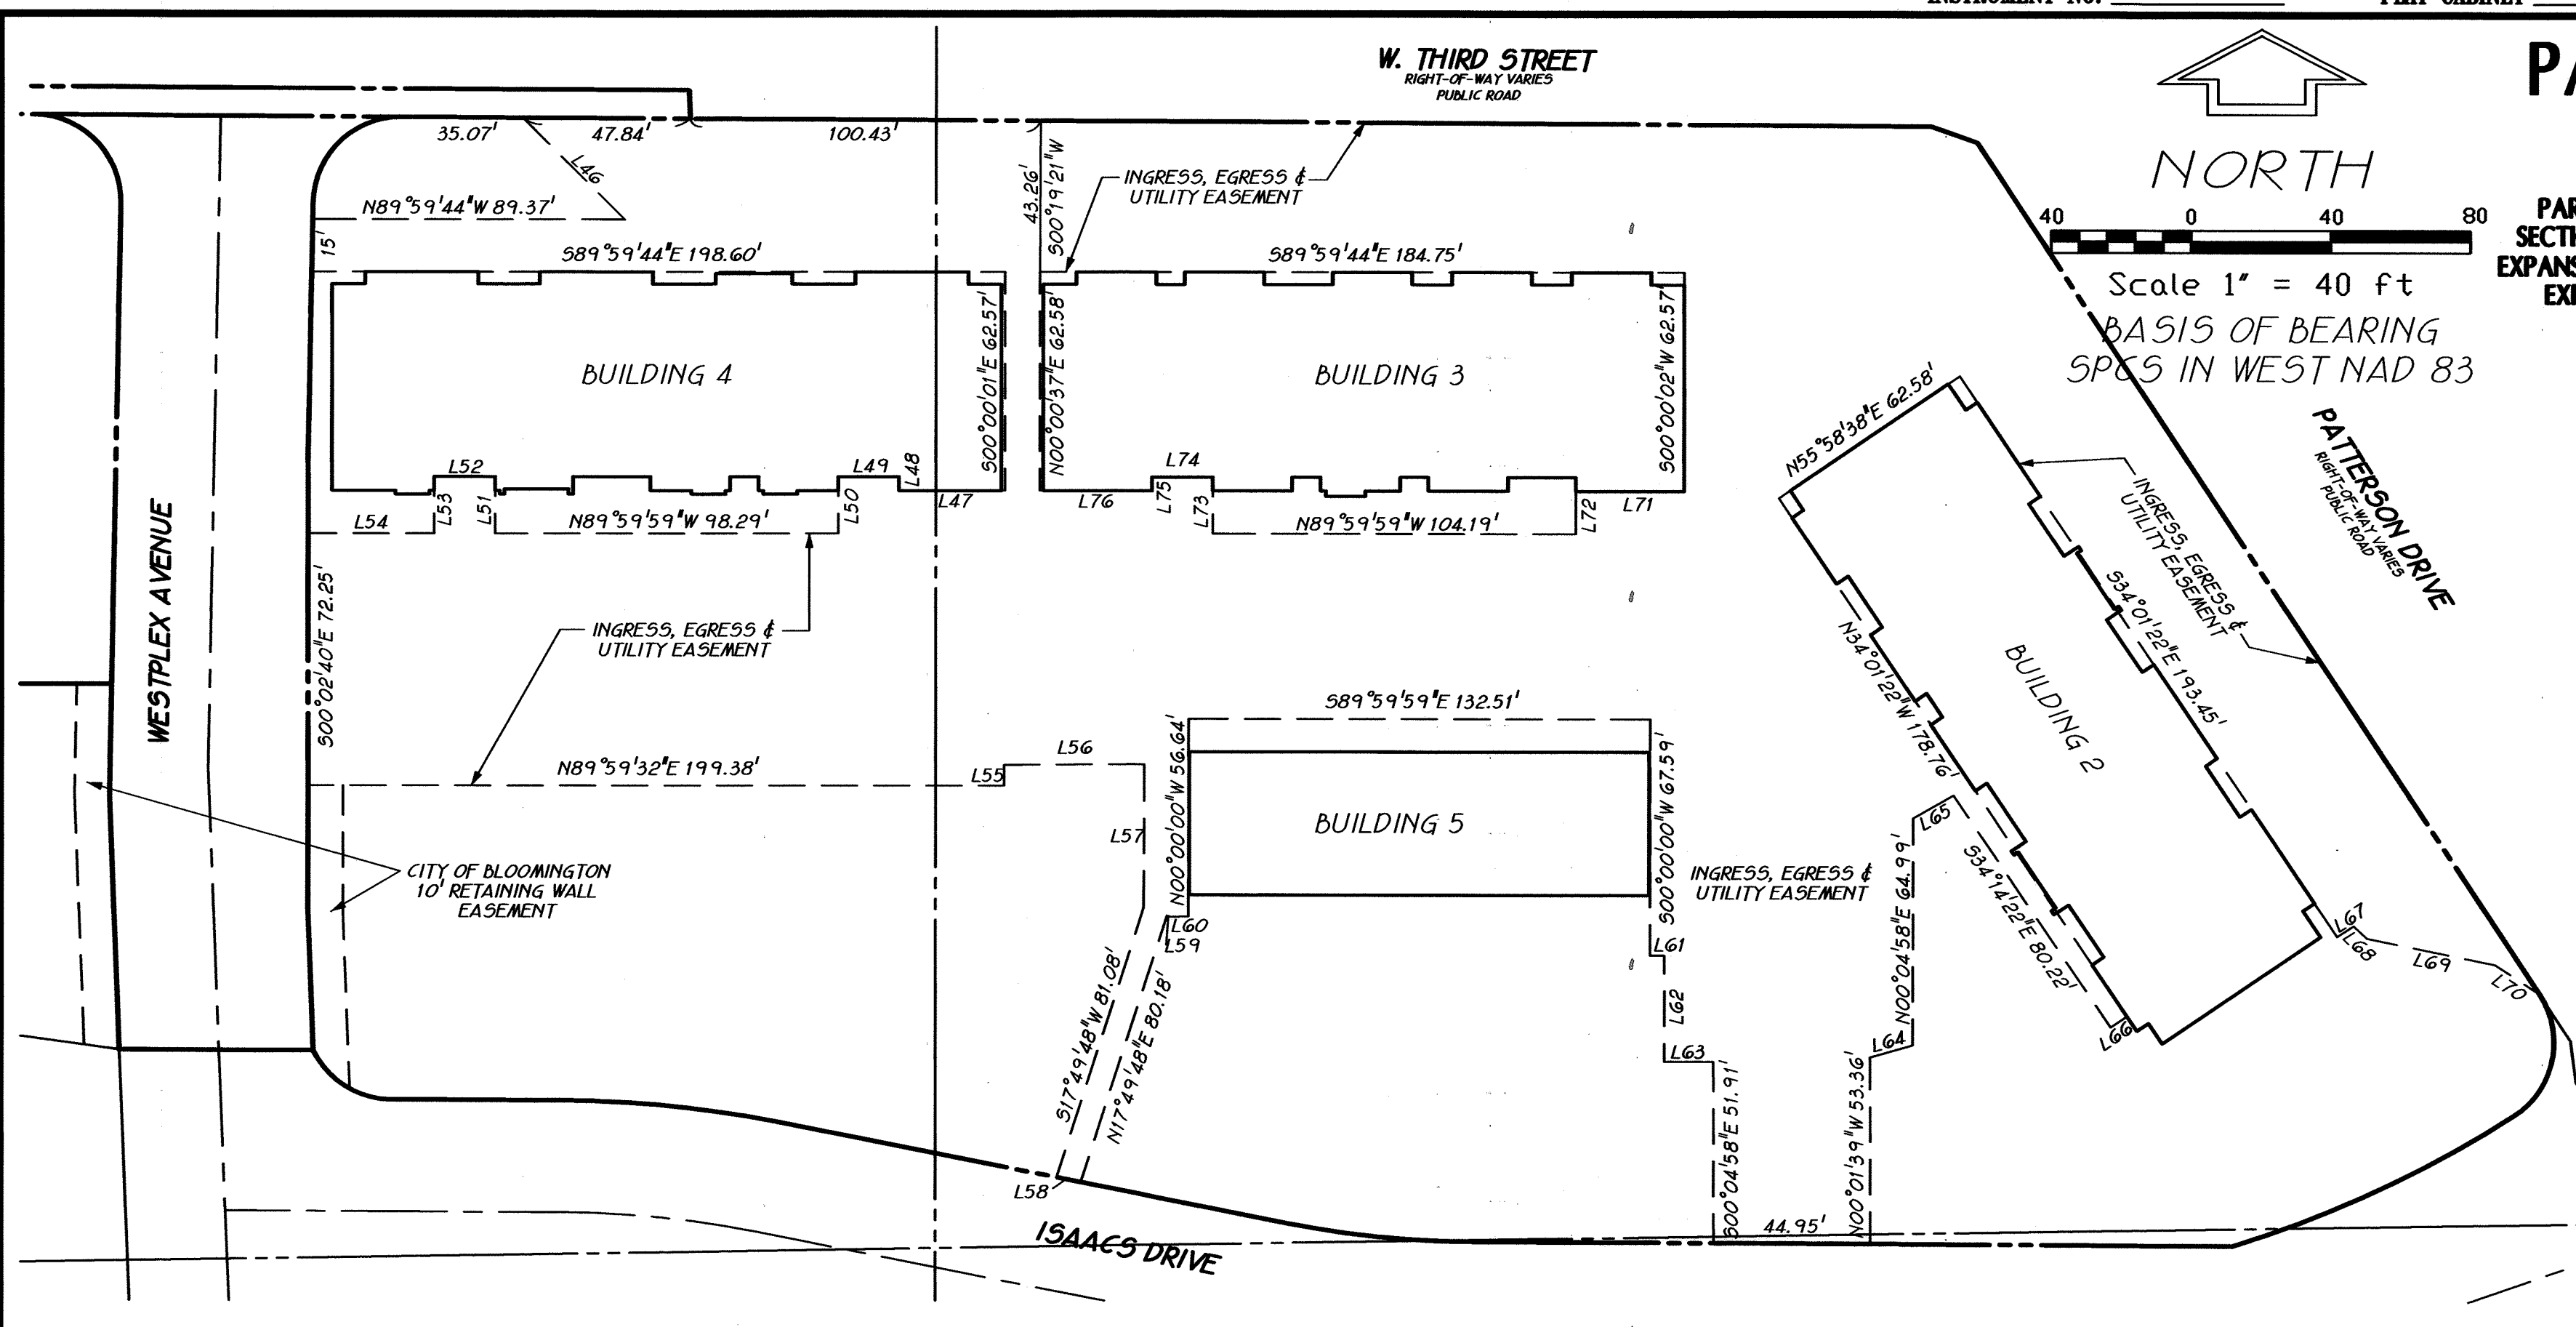 INSTRUMENT NO.
PLAT CABINET
W. THIRD STREET
RIGHT-OF-WAY VARIES
PUBLIC ROAD
PA
NORTH
40 0 40 80
Scale 1" = 40 ft
BASIS OF BEARING
SPCS IN WEST NAD 83
PAR
SECTI
EXPANS
EXI
35.07'
47.84'
100.43'
L46
N89°59'44"W 89.37'
15'
43.26'
S00°19'21"W
INGRESS, EGRESS &
UTILITY EASEMENT
S89°59'44"E 198.60'
S89°59'44"E 184.75'
BUILDING 4
S00°00'01"E 62.57'
N00°00'37"E 62.58'
BUILDING 3
S00°00'02"W 62.57'
L52
L53
L51
L54
N89°59'59"W 98.29'
L50
L49
L48
L47
L76
L75
L74
L73
N89°59'59"W 104.19'
L72
L71
N55°58'38"E 62.58'
INGRESS, EGRESS &
UTILITY EASEMENT
PATTERSON DRIVE
RIGHT-OF-WAY VARIES
PUBLIC ROAD
S34°01'22"E 193.45'
N34°01'22"W 178.76'
BUILDING 2
WESTPLEX AVENUE
S00°02'40"E 72.25'
INGRESS, EGRESS &
UTILITY EASEMENT
N89°59'32"E 199.38'
L55
L56
L57
S89°59'59"E 132.51'
N00°00'00"W 56.64'
BUILDING 5
S00°00'00"W 67.59'
INGRESS, EGRESS &
UTILITY EASEMENT
CITY OF BLOOMINGTON
10' RETAINING WALL
EASEMENT
L60
L59
L61
L62
L63
L64
L65
N00°04'58"E 64.99'
S34°14'22"E 80.22'
L66
L67
L68
L69
L70
S17°49'48"W 81.08'
N17°49'48"E 80.18'
L58
S00°04'58"E 51.91'
N00°01'39"W 53.36'
44.95'
ISAACS DRIVE